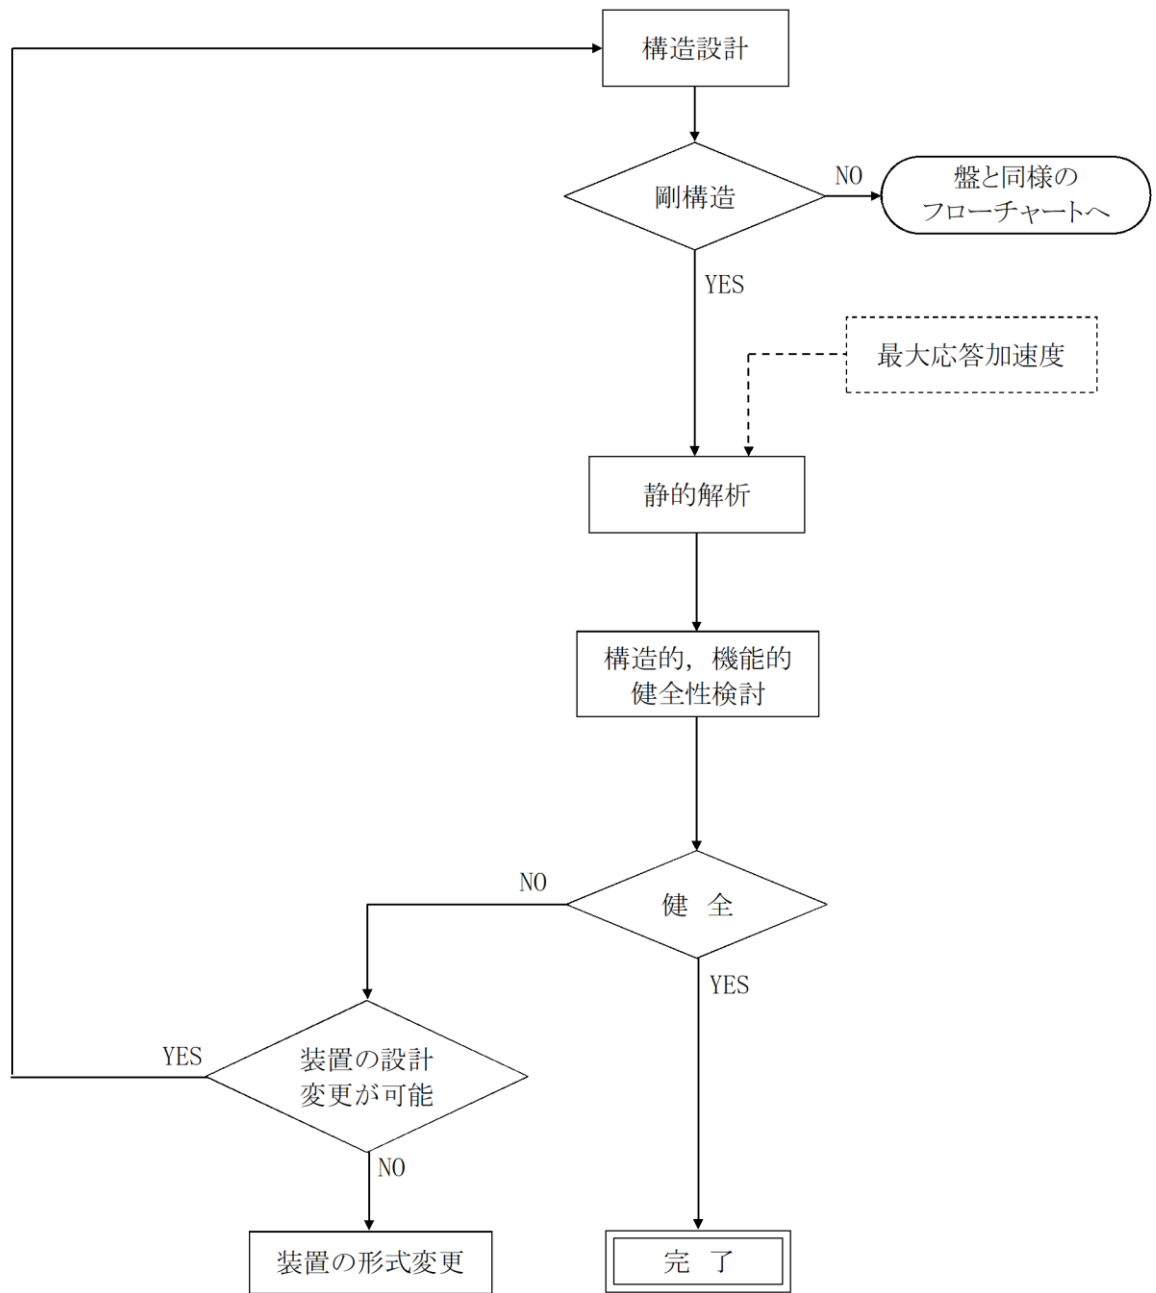 構造設計
剛構造
NO
盤と同様の
フローチャートへ
YES
最大応答加速度
静的解析
構造的，機能的
健全性検討
NO
健 全
YES
YES
装置の設計
変更が可能
NO
装置の形式変更
完 了